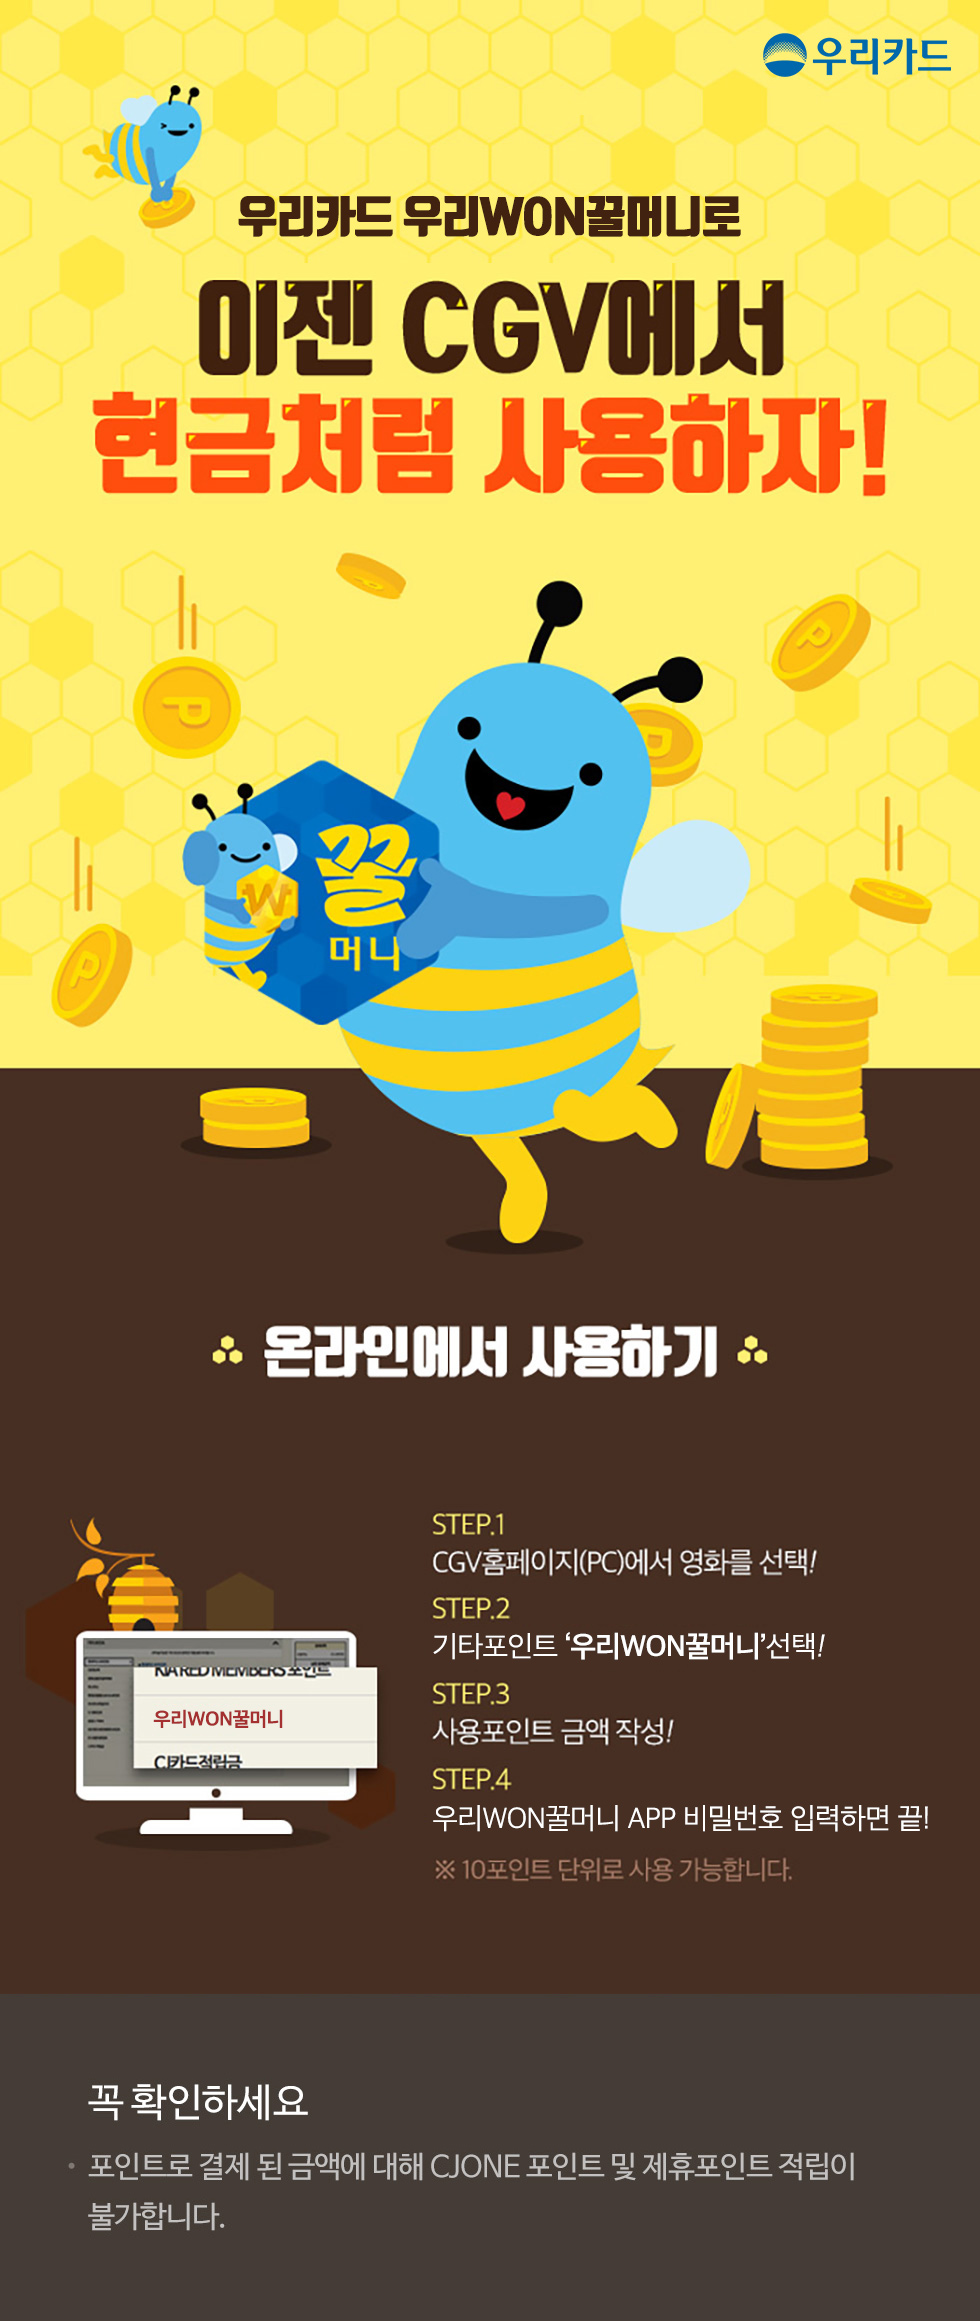 우리카드
우리카드 우리WON꿀머니로
이젠 CGV에서
현금처럼 사용하자!
P
P
P
P
W
꿀
머니
P
온라인에서 사용하기
STEP.1
CGV홈페이지(PC)에서 영화를 선택!
STEP.2
기타포인트 ‘우리WON꿀머니’선택!
STEP.3
사용포인트 금액 작성!
STEP.4
우리WON꿀머니 APP 비밀번호 입력하면 끝!
※ 10포인트 단위로 사용 가능합니다.
KIA RED MEMBERS 포인트
우리WON꿀머니
CJ카드적립금
꼭 확인하세요
• 포인트로 결제 된 금액에 대해 CJONE 포인트 및 제휴포인트 적립이
불가합니다.